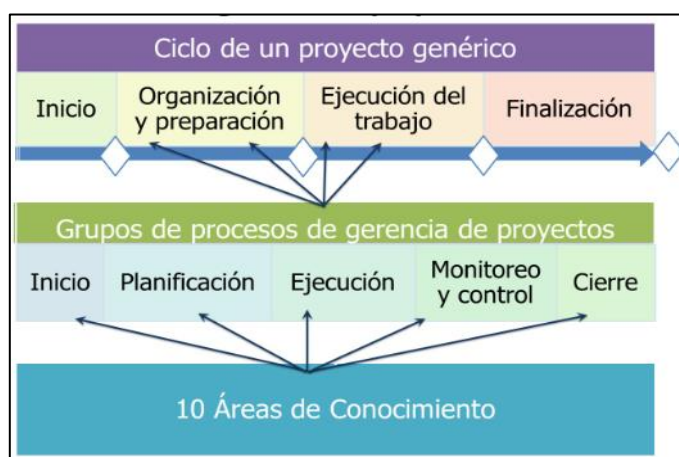 Ciclo de un proyecto genérico
Inicio
Organización
y preparación
Ejecución del
trabajo
Finalización
Grupos de procesos de gerencia de proyectos
Inicio
Planificación
Ejecución
Monitoreo
y control
Cierre
10 Áreas de Conocimiento